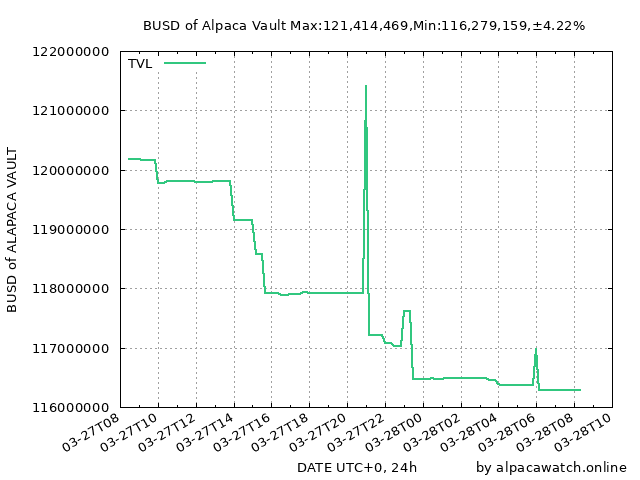 BUSD of Alpaca Vault Max:121,414,469,Min:116,279,159,±4.22%
122000000
TVL
121000000
120000000
119000000
118000000
117000000
116000000
BUSD of ALAPACA VAULT
03-27T08
03-27T10
03-27T12
03-27T14
03-27T16
03-27T18
03-27T20
03-27T22
03-28T00
03-28T02
03-28T04
03-28T06
03-28T08
03-28T10
DATE UTC+0, 24h
by alpacawatch.online